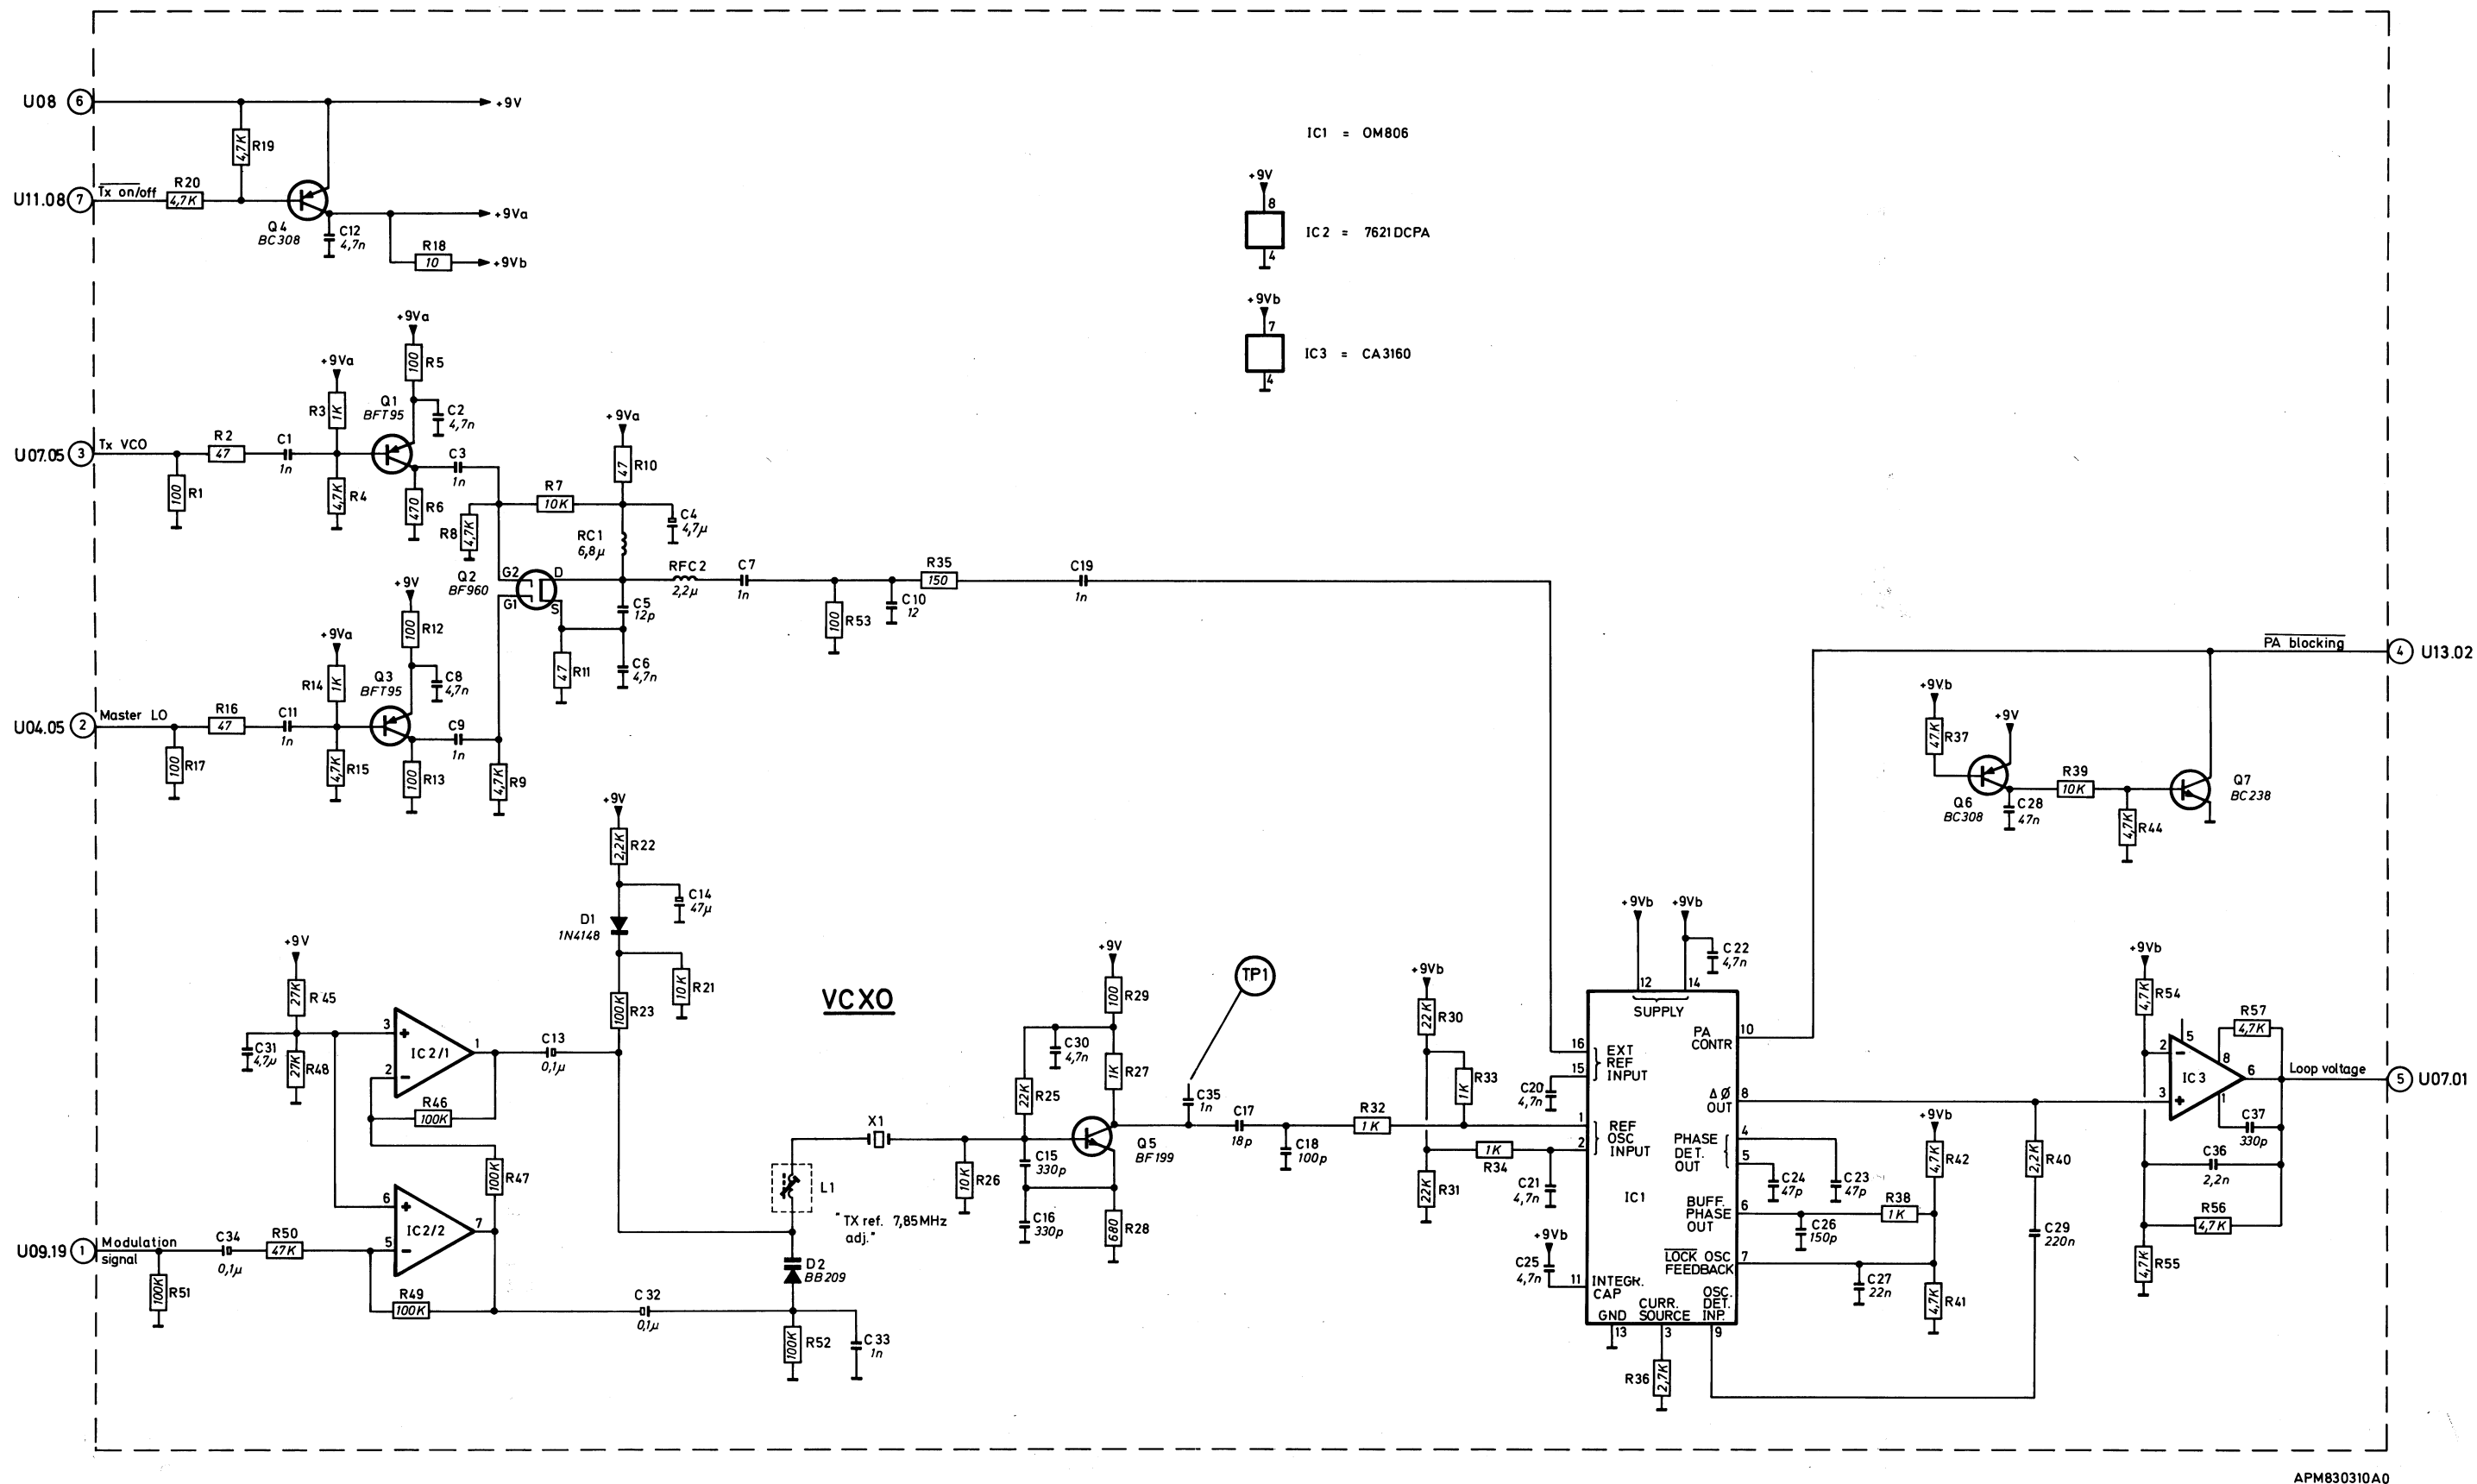 U08
6
+9V
R19
4,7K
U11.08
7
Tx on/off
R20
4,7K
Q4
BC308
C12
4,7n
+9Va
R18
10
+9Vb
IC1 = OM806
+9V
8
IC2 = 7621DCPA
4
+9Vb
7
IC3 = CA3160
4
+9Va
100
R5
+9Va
R3
1K
Q1
BFT95
C2
4,7n
U07.05
3
Tx VCO
R2
47
C1
1n
100
R1
4,7K
R4
C3
1n
470
R6
+9Va
47
R10
R7
10K
R8
4,7K
C4
4,7µ
RC1
6,8µ
Q2
BF960
G2
D
G1
S
RFC2
2,2µ
C7
1n
C5
12p
C6
4,7n
47
R11
100
R53
C10
12
R35
150
C19
1n
+9V
100
R12
+9Va
R14
1K
Q3
BFT95
C8
4,7n
U04.05
2
Master LO
R16
47
C11
1n
100
R17
4,7K
R15
C9
1n
100
R13
4,7K
R9
PA blocking
4
U13.02
+9Vb
47K
R37
+9V
Q6
BC308
C28
47n
R39
10K
4,7K
R44
Q7
BC238
+9V
2,2K
R22
C14
47µ
D1
1N4148
100K
R23
10K
R21
VCXO
+9V
27K
R45
C31
4,7µ
27K
R48
3
+
IC2/1
1
2
-
C13
0,1µ
R46
100K
100K
R47
6
+
IC2/2
7
5
-
U09.19
1
Modulation
signal
C34
0,1µ
R50
47K
100K
R51
R49
100K
C32
0,1µ
X1
L1
"TX ref. 7,85MHz
adj."
D2
BB209
100K
R52
C33
1n
+9V
100
R29
C30
4,7n
1K
R27
22K
R25
10K
R26
C15
330p
C16
330p
Q5
BF199
680
R28
TP1
C35
1n
C17
18p
C18
100p
R32
1K
+9Vb
22K
R30
1K
R33
1K
R34
22K
R31
C20
4,7n
C21
4,7n
+9Vb
C25
4,7n
+9Vb
+9Vb
C22
4,7n
12
14
SUPPLY
16
15
EXT
REF
INPUT
1
2
REF
OSC
INPUT
IC1
11
INTEGR.
CAP
PA
CONTR
10
ΔØ
OUT
8
PHASE
DET.
OUT
4
5
BUFF.
PHASE
OUT
6
LOCK OSC
FEEDBACK
7
GND
13
CURR.
SOURCE
3
OSC.
DET.
INP.
9
R36
2,7K
C24
47p
C23
47p
C26
150p
R38
1K
C27
22n
+9Vb
4,7K
R42
4,7K
R41
2,2K
R40
C29
220n
+9Vb
4,7K
R54
2
-
5
8
IC3
6
3
+
1
R57
4,7K
C37
330p
C36
2,2n
R56
4,7K
4,7K
R55
Loop voltage
5
U07.01
APM830310A0